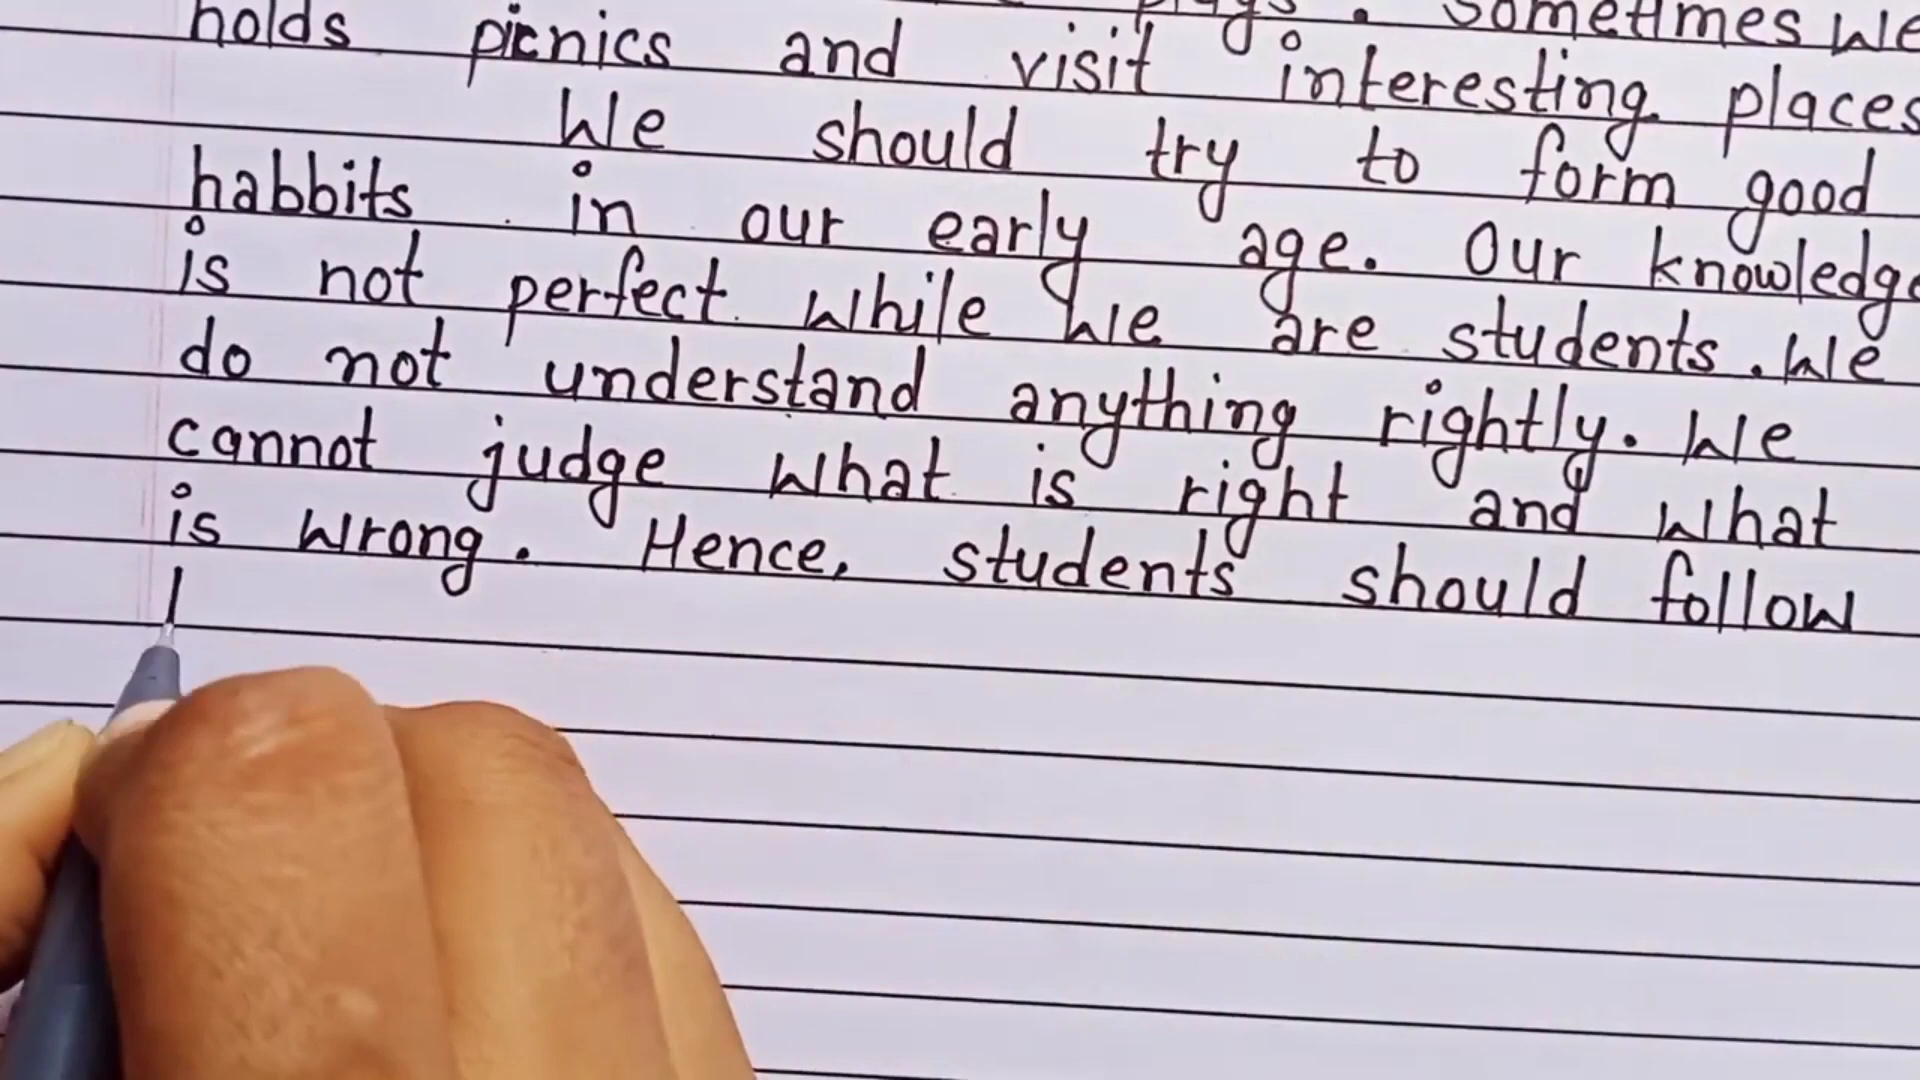 Sometimes We
holds picnics and visit interesting places
We should try to form good
habbits in our early age. Our knowledge
is not perfect while We are students. We
do not understand anything rightly. We
cannot judge what is right and what
is wrong. Hence, students should follow